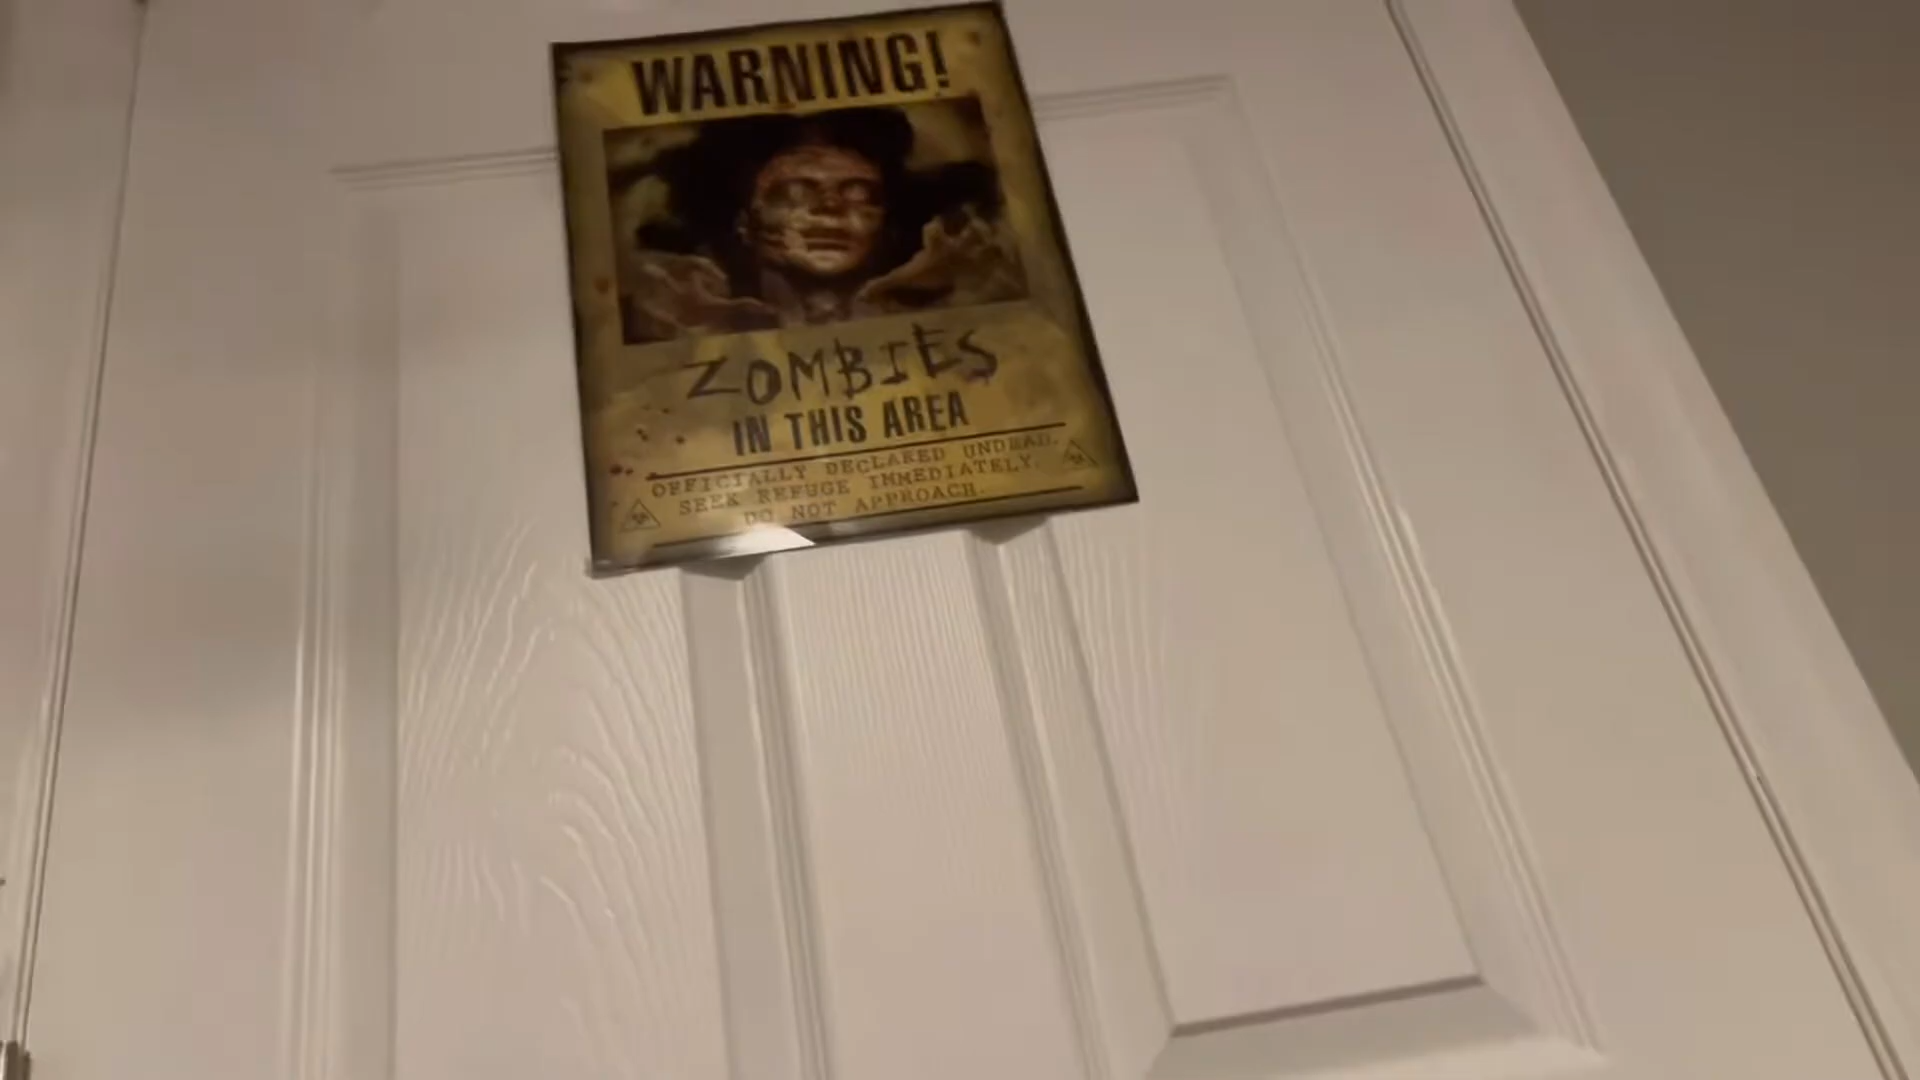 WARNING!
ZOMBIES
IN THIS AREA
OFFICIALLY DECLARED UNDEAD.
SEEK REFUGE IMMEDIATELY.
DO NOT APPROACH.